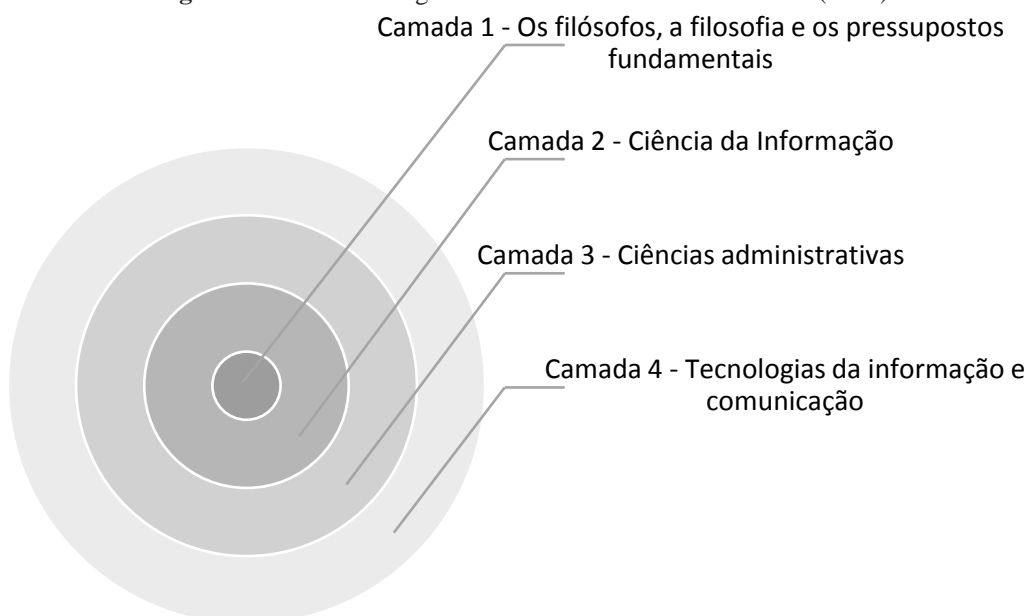 Camada 1 - Os filósofos, a filosofia e os pressupostos
fundamentais
Camada 2 - Ciência da Informação
Camada 3 - Ciências administrativas
Camada 4 - Tecnologias da informação e
comunicação